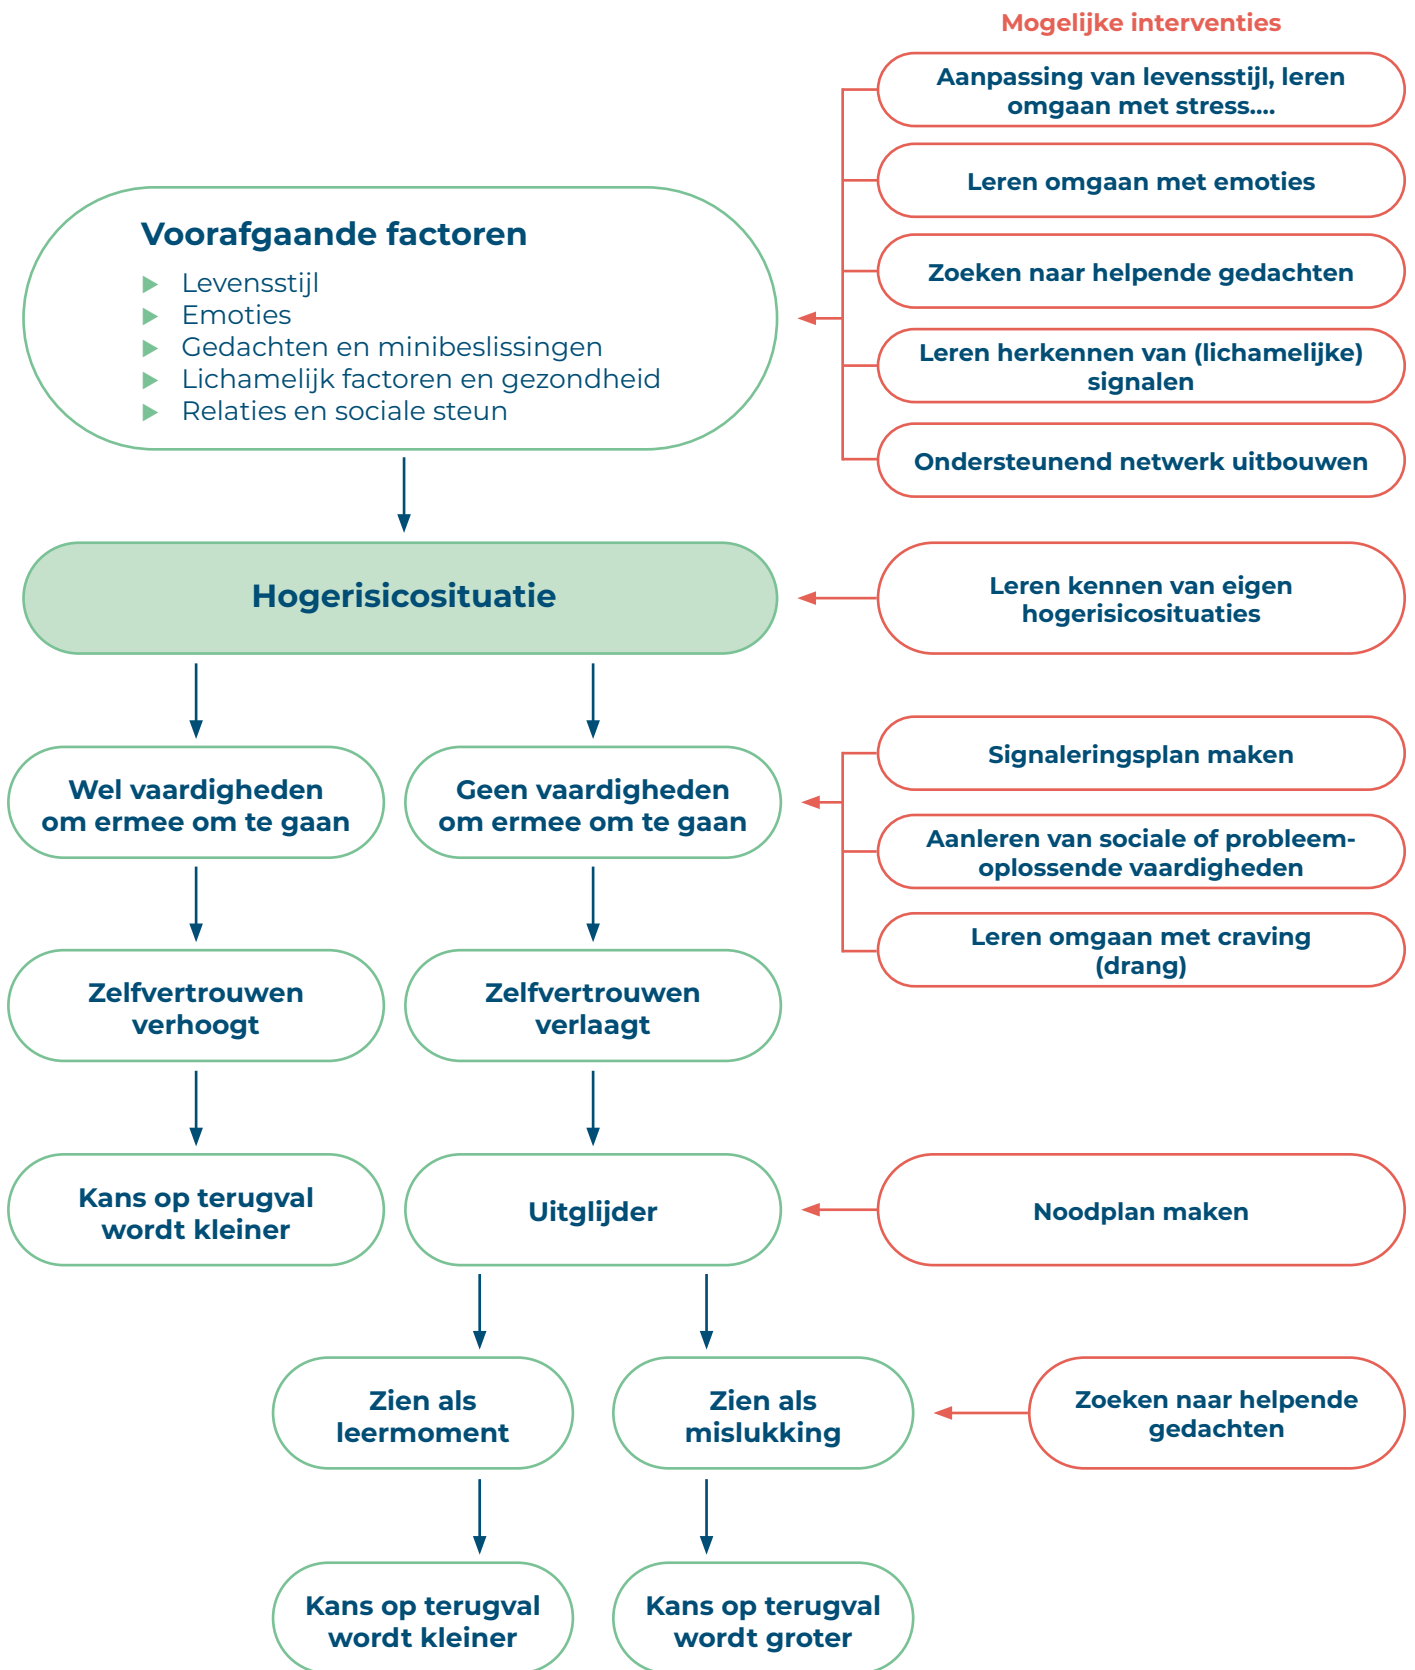 Mogelijke interventies
Aanpassing van levensstijl, leren
omgaan met stress....
Leren omgaan met emoties
Zoeken naar helpende gedachten
Leren herkennen van (lichamelijke)
signalen
Ondersteunend netwerk uitbouwen
Voorafgaande factoren
Levensstijl
Emoties
Gedachten en minibeslissingen
Lichamelijk factoren en gezondheid
Relaties en sociale steun
Hogerisicosituatie
Leren kennen van eigen
hogerisicosituaties
Wel vaardigheden
om ermee om te gaan
Geen vaardigheden
om ermee om te gaan
Signaleringsplan maken
Aanleren van sociale of probleem-
oplossende vaardigheden
Leren omgaan met craving
(drang)
Zelfvertrouwen
verhoogt
Zelfvertrouwen
verlaagt
Kans op terugval
wordt kleiner
Uitglijder
Noodplan maken
Zien als
leermoment
Zien als
mislukking
Zoeken naar helpende
gedachten
Kans op terugval
wordt kleiner
Kans op terugval
wordt groter